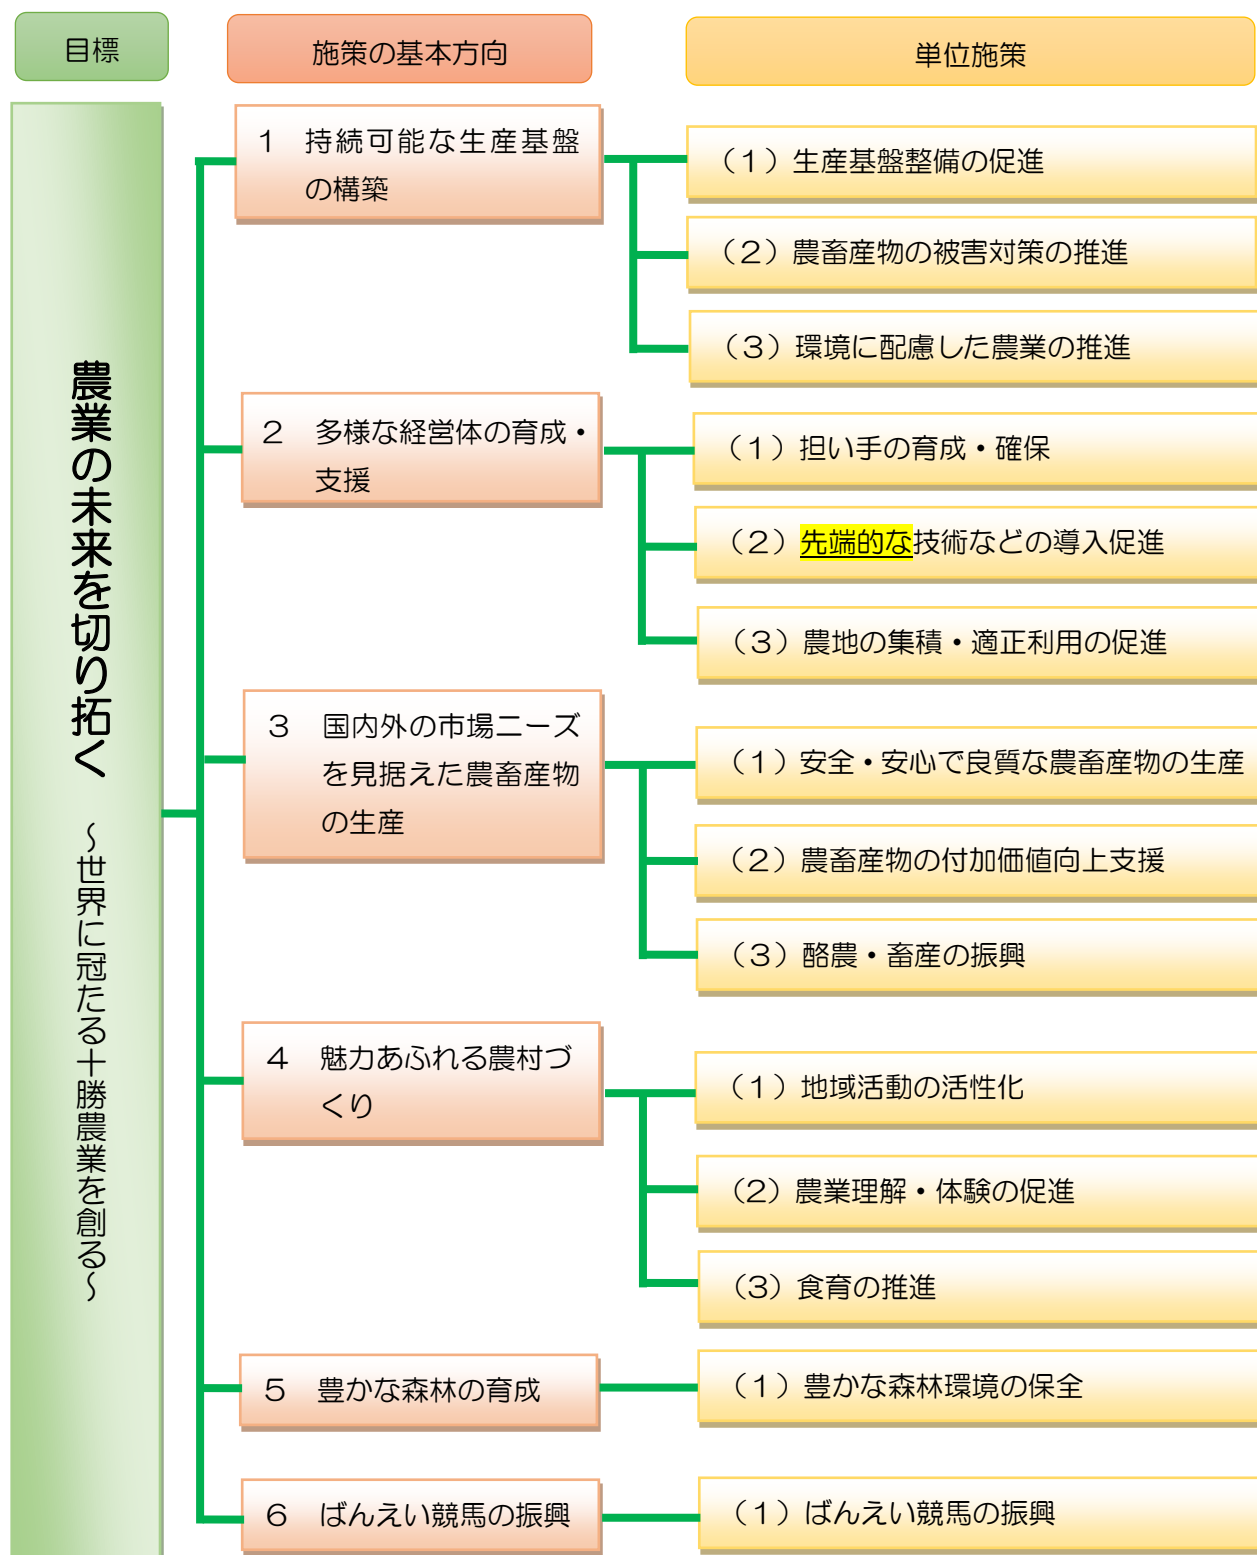 目標
施策の基本方向
単位施策
農業の未来を切り拓く ～世界に冠たる十勝農業を創る～
1 持続可能な生産基盤
の構築
（1）生産基盤整備の促進
（2）農畜産物の被害対策の推進
（3）環境に配慮した農業の推進
2 多様な経営体の育成・
支援
（1）担い手の育成・確保
（2）先端的な技術などの導入促進
（3）農地の集積・適正利用の促進
3 国内外の市場ニーズ
を見据えた農畜産物
の生産
（1）安全・安心で良質な農畜産物の生産
（2）農畜産物の付加価値向上支援
（3）酪農・畜産の振興
4 魅力あふれる農村づ
くり
（1）地域活動の活性化
（2）農業理解・体験の促進
（3）食育の推進
5 豊かな森林の育成
（1）豊かな森林環境の保全
6 ばんえい競馬の振興
（1）ばんえい競馬の振興